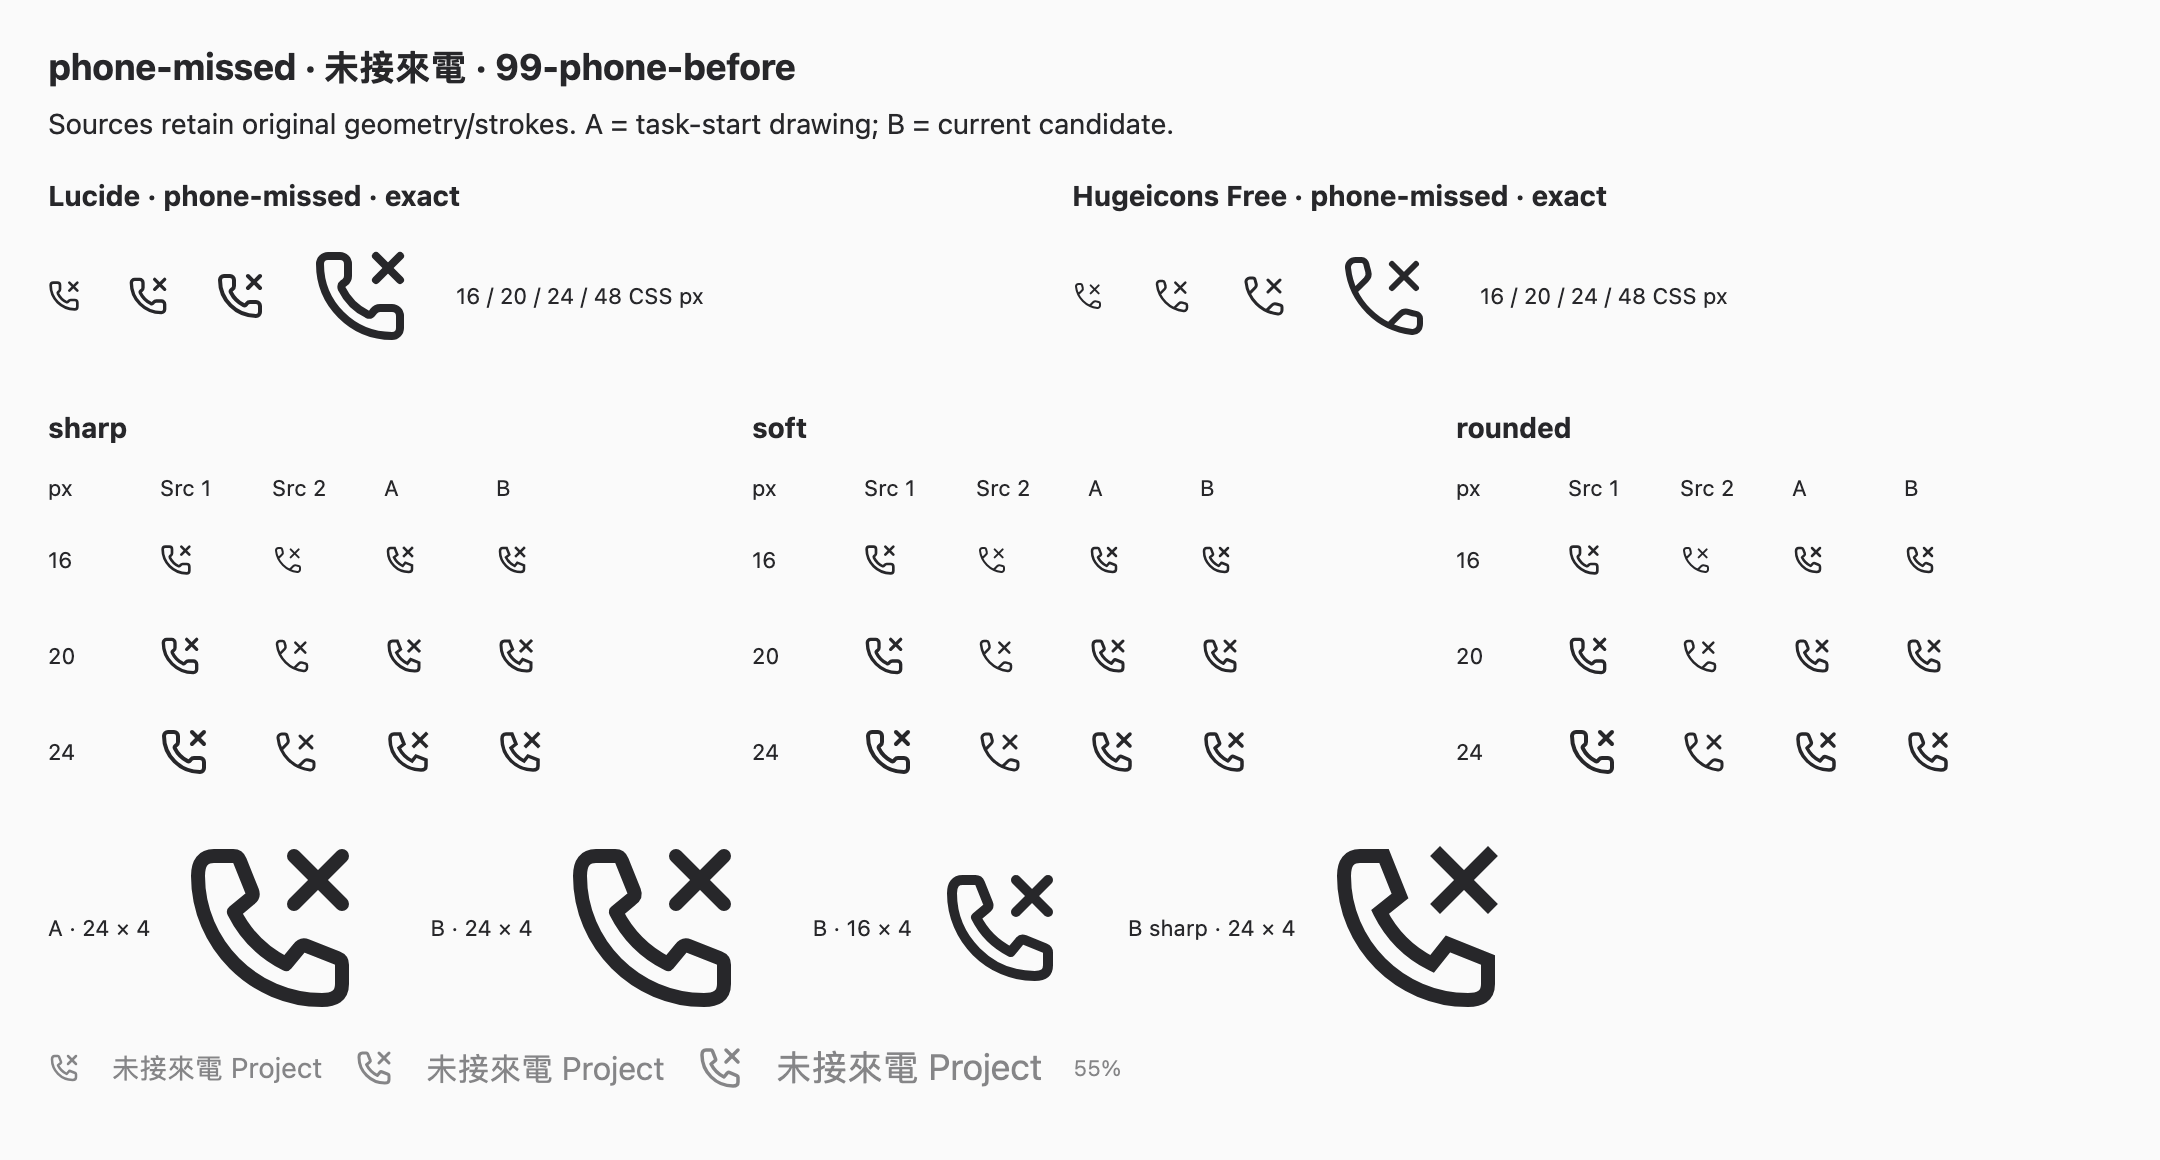 phone-missed · 未接來電 · 99-phone-before
Sources retain original geometry/strokes. A = task-start drawing; B = current candidate.
Lucide · phone-missed · exact
16 / 20 / 24 / 48 CSS px
Hugeicons Free · phone-missed · exact
16 / 20 / 24 / 48 CSS px
sharp
px Src 1 Src 2 A B
16
20
24
soft
px Src 1 Src 2 A B
16
20
24
rounded
px Src 1 Src 2 A B
16
20
24
A · 24 × 4
B · 24 × 4
B · 16 × 4
B sharp · 24 × 4
未接來電 Project 未接來電 Project 未接來電 Project 55%